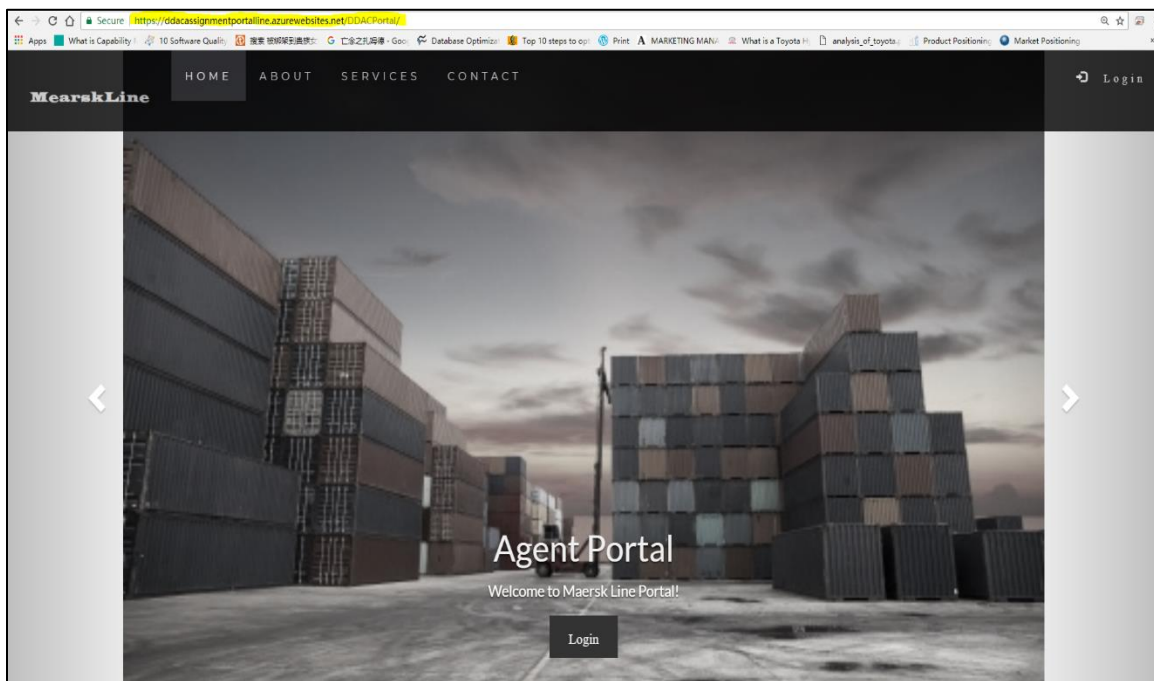 Secure https://ddacassignmentportalline.azurewebsites.net/DDACPortal/
Apps What is Capability 10 Software Quality Google Database Optimiza Top 10 steps to opt Print MARKETING MANA What is a Toyota H analysis_of_toyota Product Positioning Market Positioning
MearskLine HOME ABOUT SERVICES CONTACT Login
Agent Portal
Welcome to Maersk Line Portal!
Login